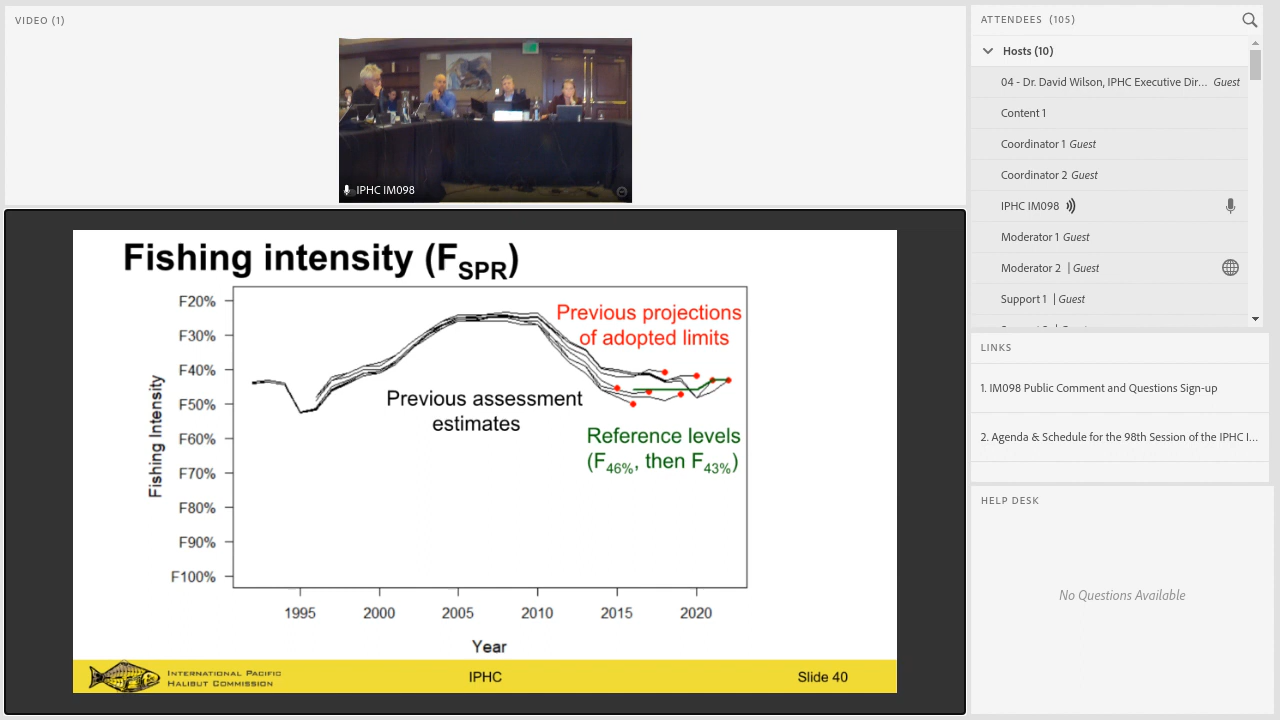 VIDEO (1)
IPHC IM098
Fishing intensity (FSPR)
F20%
F30%
F40%
F50%
F60%
F70%
F80%
F90%
F100%
Fishing Intensity
Previous projections
of adopted limits
Previous assessment
estimates
Reference levels
(F46%, then F43%)
1995
2000
2005
2010
2015
2020
Year
INTERNATIONAL PACIFIC
HALIBUT COMMISSION
IPHC
Slide 40
ATTENDEES (105)
Hosts (10)
04 - Dr. David Wilson, IPHC Executive Dir... Guest
Content 1
Coordinator 1 Guest
Coordinator 2 Guest
IPHC IM098
Moderator 1 Guest
Moderator 2 | Guest
Support 1 | Guest
LINKS
1. IM098 Public Comment and Questions Sign-up
2. Agenda & Schedule for the 98th Session of the IPHC I...
HELP DESK
No Questions Available